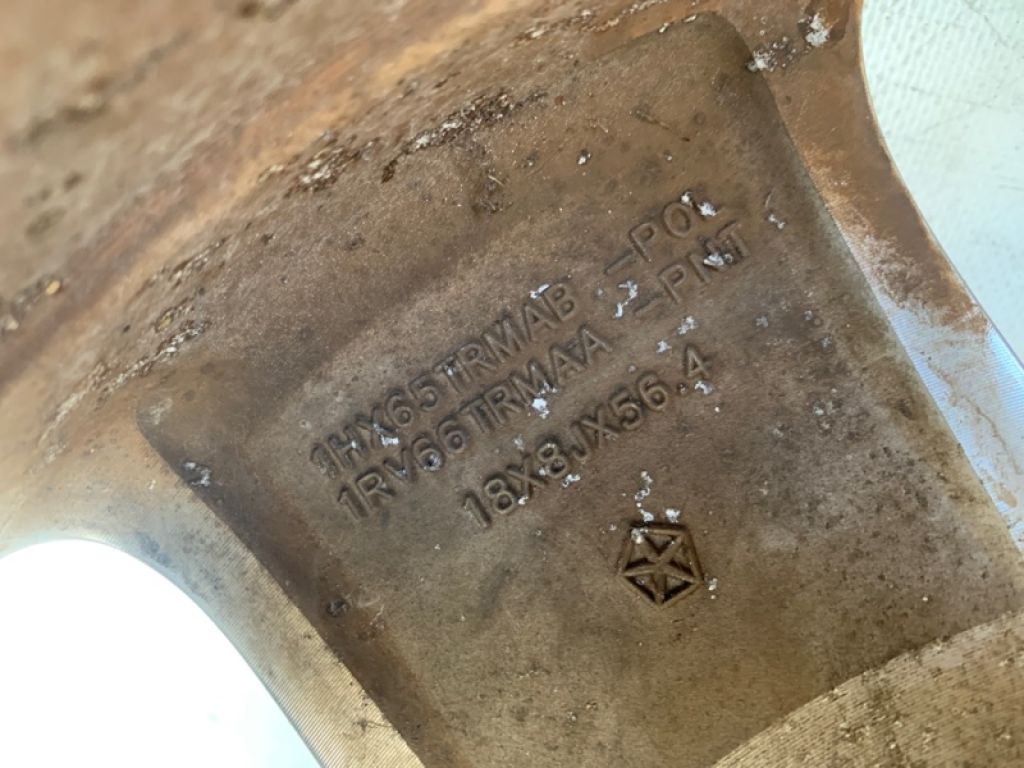 1HX65TRMAB –POL
1RV66TRMAA –PNT
18X8JX56.4